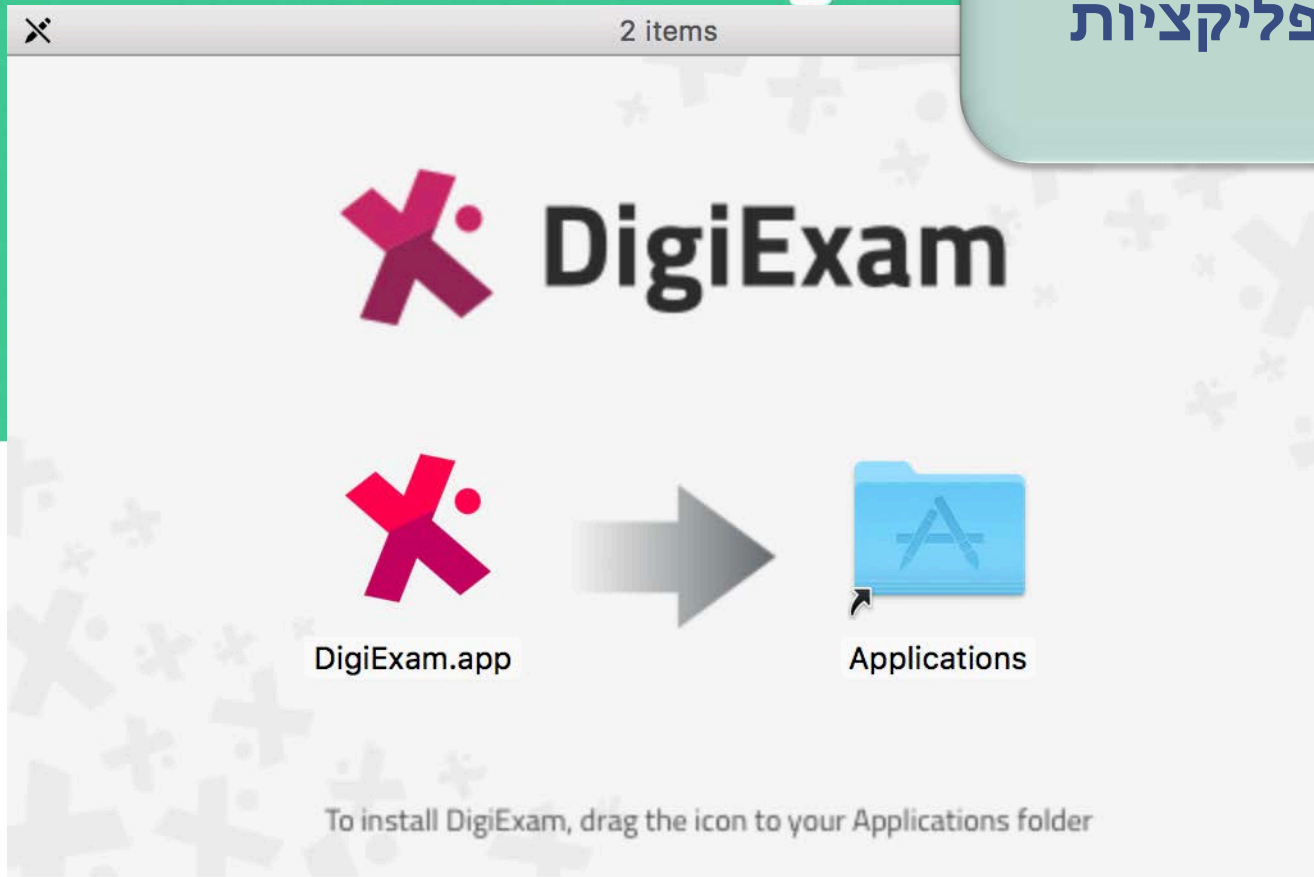 פליקציות
2 items
DigiExam
DigiExam.app
Applications
To install DigiExam, drag the icon to your Applications folder